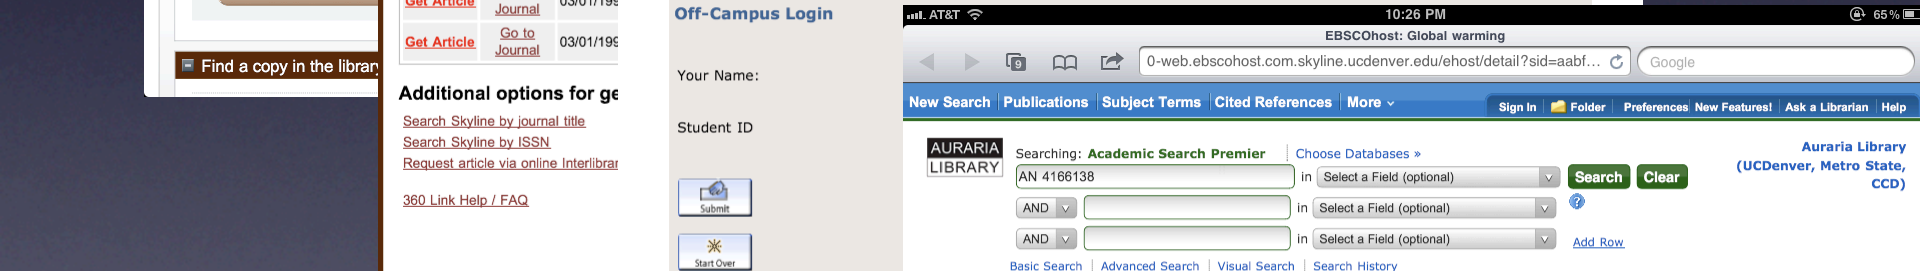 Find a copy in the library
Get Article
Journal
03/01/199
Get Article
Go to
Journal
03/01/199
Additional options for ge
Search Skyline by journal title
Search Skyline by ISSN
Request article via online Interlibrar
360 Link Help / FAQ
Off-Campus Login
Your Name:
Student ID
Submit
Start Over
AT&T
10:26 PM
65%
EBSCOhost: Global warming
9
0-web.ebscohost.com.skyline.ucdenver.edu/ehost/detail?sid=aabf...
Google
New Search Publications Subject Terms Cited References More
Sign In Folder Preferences New Features! Ask a Librarian Help
AURARIA
LIBRARY
Searching: Academic Search Premier Choose Databases »
AN 4166138 in Select a Field (optional) Search Clear
AND in Select a Field (optional) ?
AND in Select a Field (optional) Add Row
Basic Search Advanced Search Visual Search Search History
Auraria Library
(UCDenver, Metro State,
CCD)